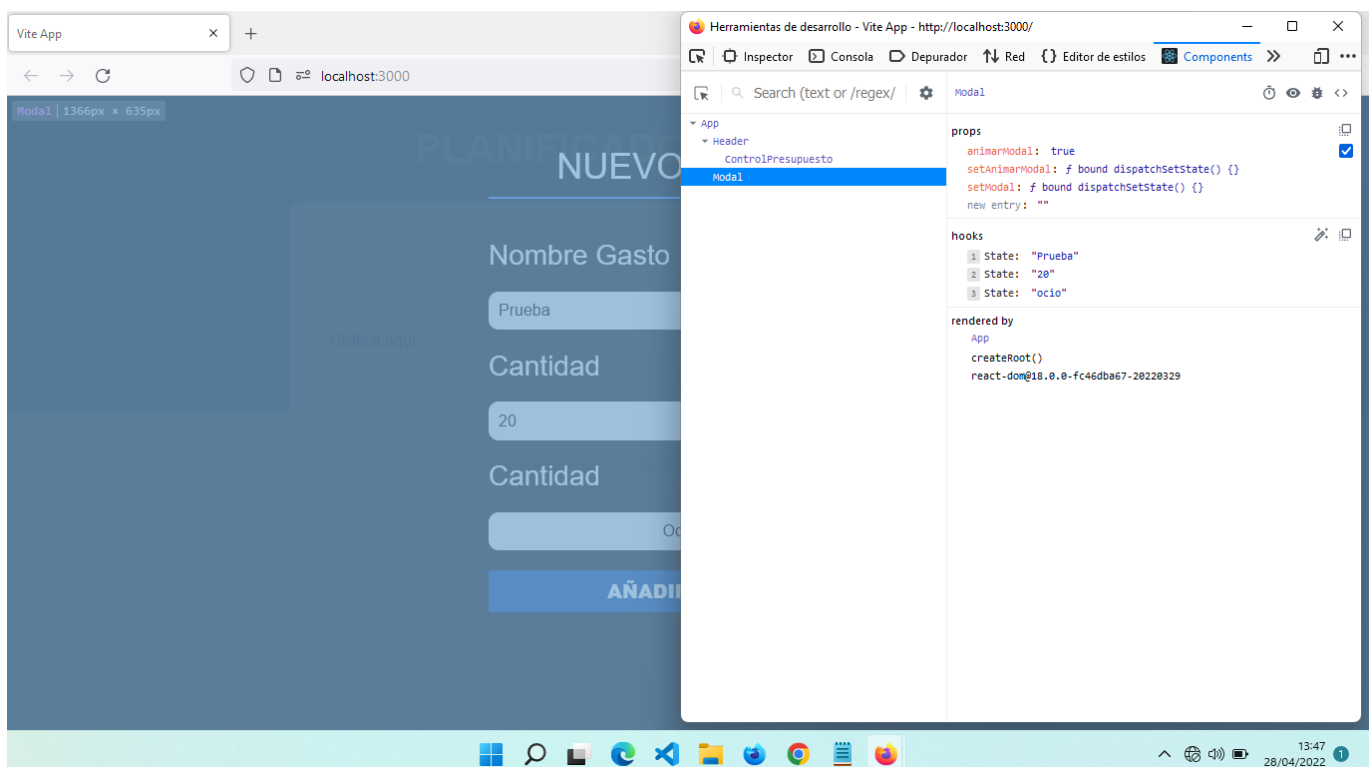 Vite App
localhost:3000
Modal | 1366px × 635px
PLANIFICADO
NUEVO
Nombre Gasto
Prueba
Gráfica aquí
Cantidad
20
Cantidad
Oc
AÑADI
Herramientas de desarrollo - Vite App - http://localhost:3000/
Inspector Consola Depurador Red Editor de estilos Components
Search (text or /regex/
App
Header
ControlPresupuesto
Modal
Modal
props
animarModal: true
setAnimarModal: ƒ bound dispatchSetState() {}
setModal: ƒ bound dispatchSetState() {}
new entry: ""
hooks
1 State: "Prueba"
2 State: "20"
3 State: "ocio"
rendered by
App
createRoot()
react-dom@18.0.0-fc46dba67-20220329
13:47
28/04/2022
1